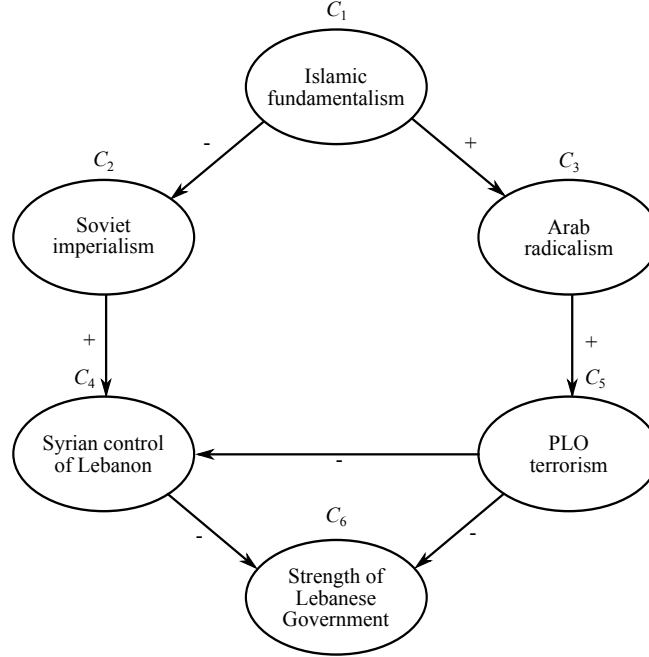 C1
Islamic
fundamentalism
-
+
C2
C3
Soviet
imperialism
Arab
radicalism
+
+
C4
C5
Syrian control
of Lebanon
PLO
terrorism
-
C6
-
-
Strength of
Lebanese
Government